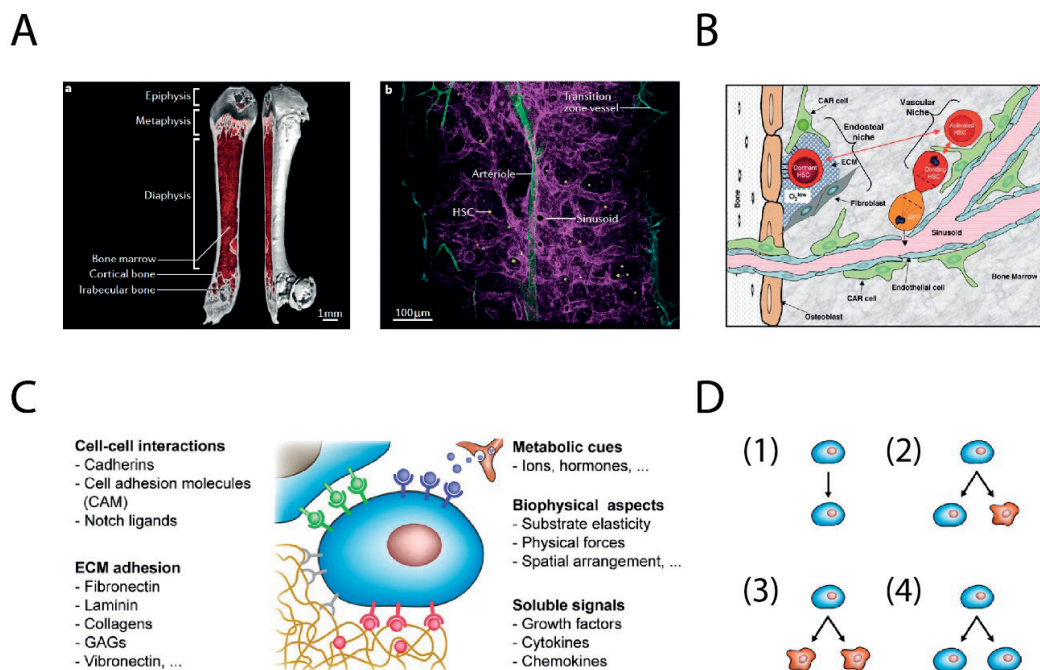 A
a
Epiphysis
Metaphysis
Diaphysis
Bone marrow
Cortical bone
Irabecular bone
1mm
b
Transition
zone vessel
Arteriole
HSC
Sinusoid
100μm
B
CAR cell
Vascular
Niche
Endosteal
niche
Activated
HSC
ECM
Dormant
HSC
Dividing
HSC
O2 low
Fibroblast
MPP
Bone
Sinusoid
Bone Marrow
Endothelial cell
CAR cell
Osteoblast
C
Cell-cell interactions
- Cadherins
- Cell adhesion molecules
(CAM)
- Notch ligands
ECM adhesion
- Fibronectin
- Laminin
- Collagens
- GAGs
- Vibronectin, ...
Metabolic cues
- Ions, hormones, ...
Biophysical aspects
- Substrate elasticity
- Physical forces
- Spatial arrangement, ...
Soluble signals
- Growth factors
- Cytokines
- Chemokines
D
(1)
(2)
(3)
(4)